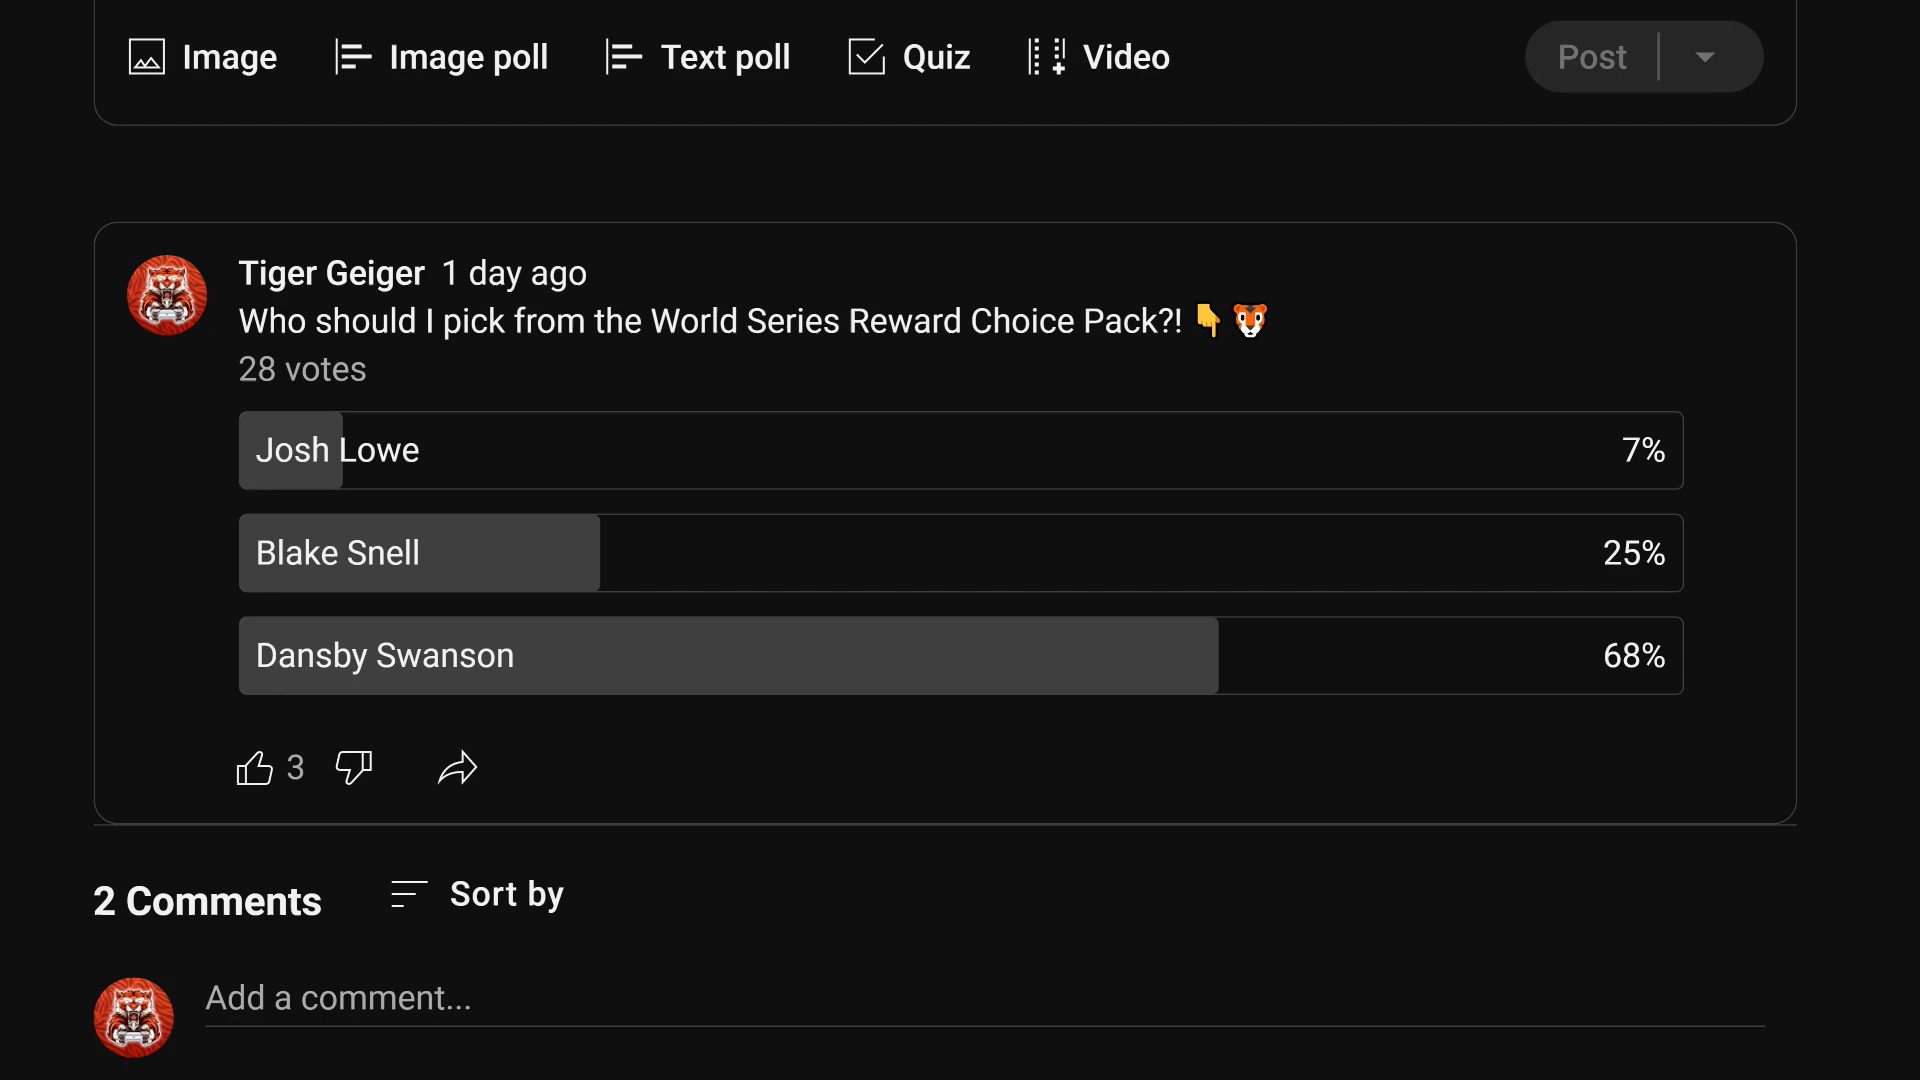 Image Image poll Text poll Quiz Video Post
Tiger Geiger 1 day ago
Who should I pick from the World Series Reward Choice Pack?! 👇🐯
28 votes
Josh Lowe 7%
Blake Snell 25%
Dansby Swanson 68%
3
2 Comments Sort by
Add a comment...